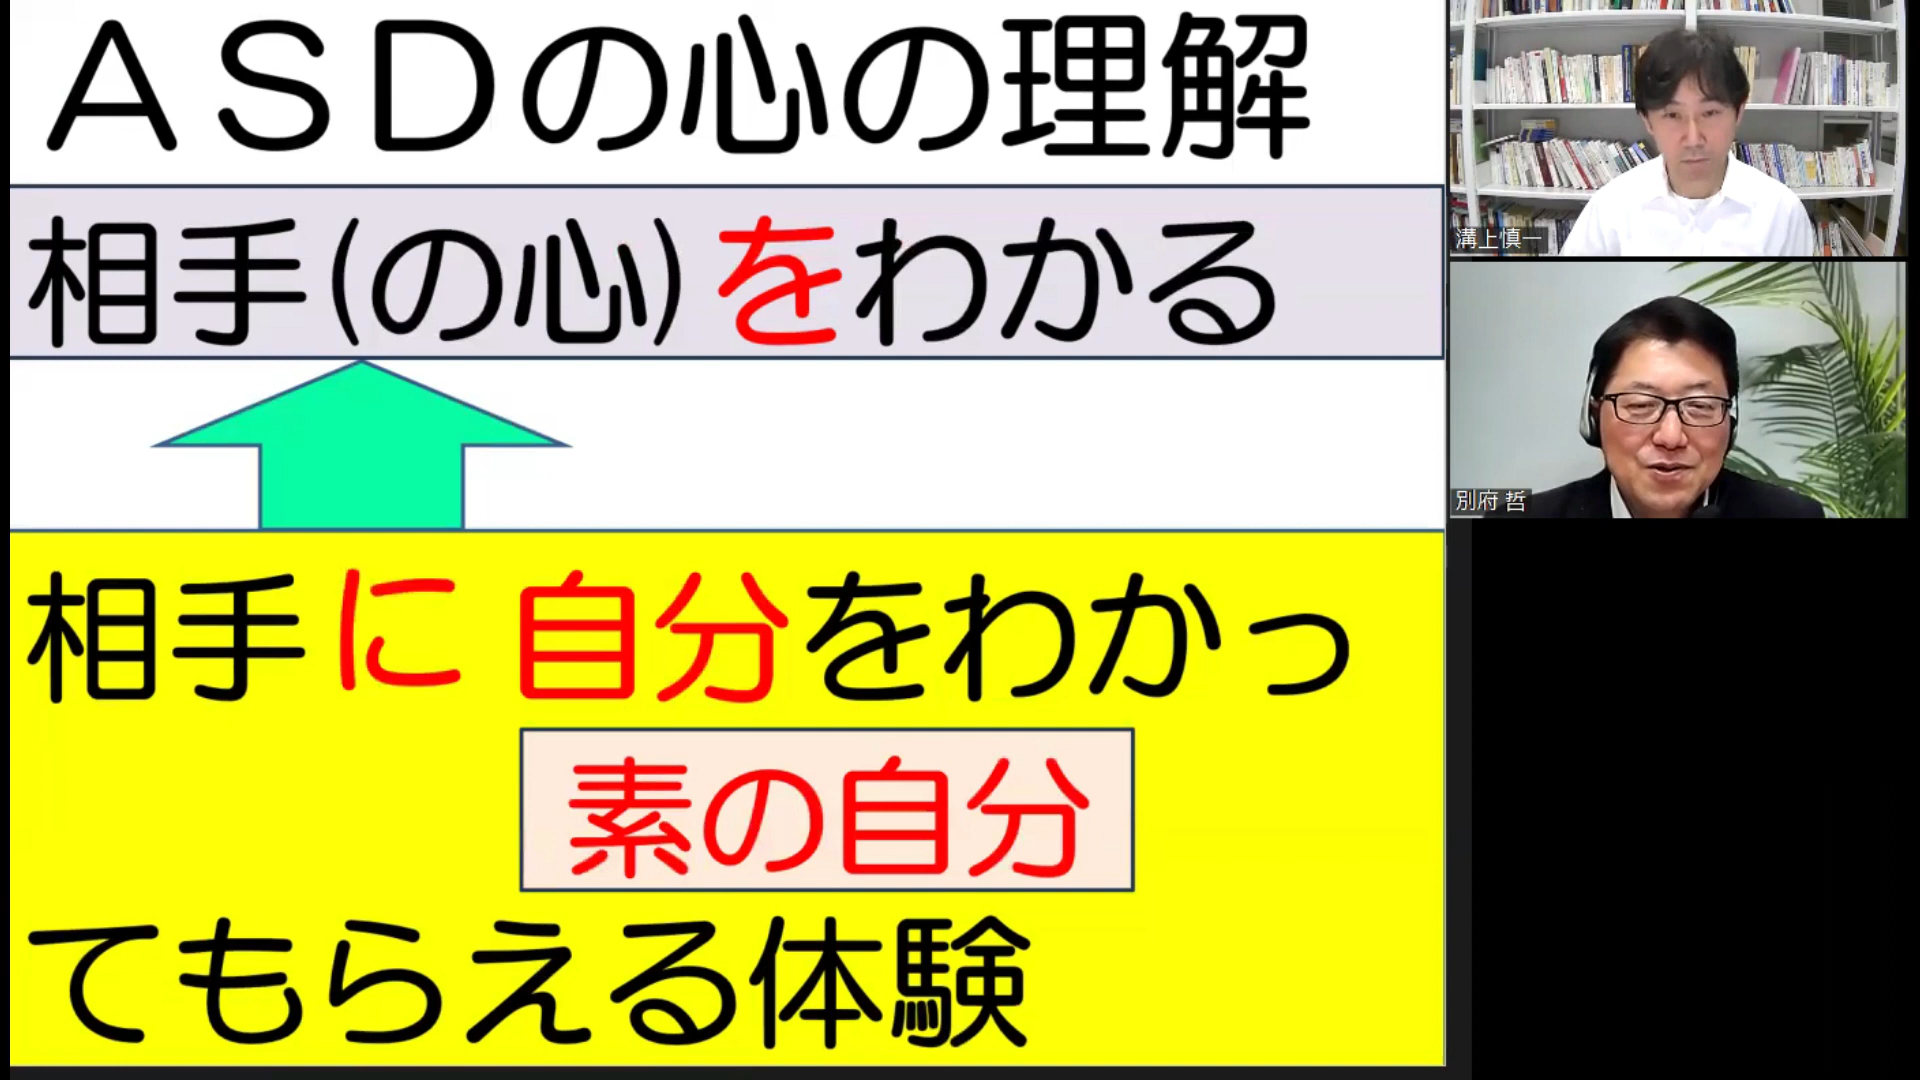 ASDの心の理解
相手(の心)をわかる
相手に 自分をわかっ
素の自分
てもらえる体験
溝上慎一
別府 哲